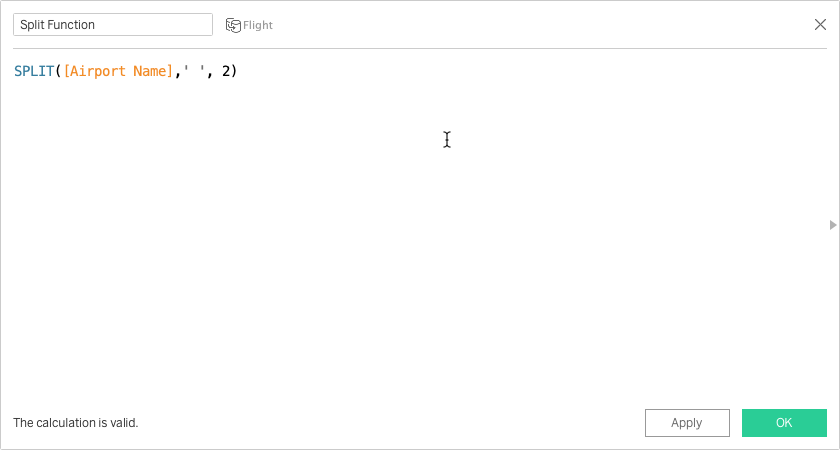 Split Function
Flight
SPLIT([Airport Name],' ', 2)
The calculation is valid.
Apply
OK